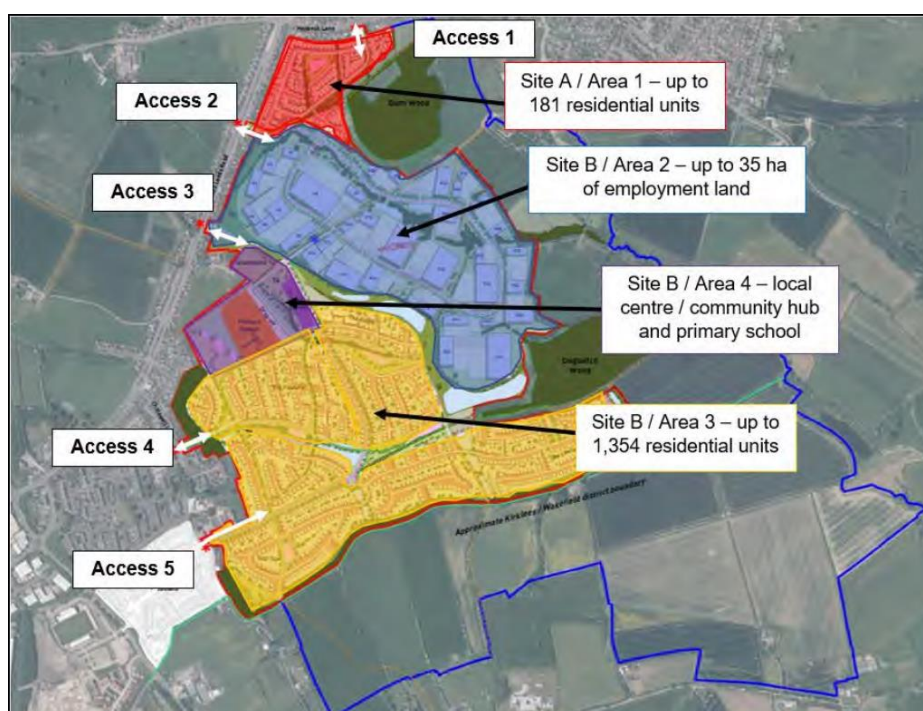 Access 1
Site A / Area 1 – up to
181 residential units
Access 2
Site B / Area 2 – up to 35 ha
of employment land
Access 3
Site B / Area 4 – local
centre / community hub
and primary school
Site B / Area 3 – up to
1,354 residential units
Access 4
Approximate Kirklees / Wakefield district boundary
Access 5